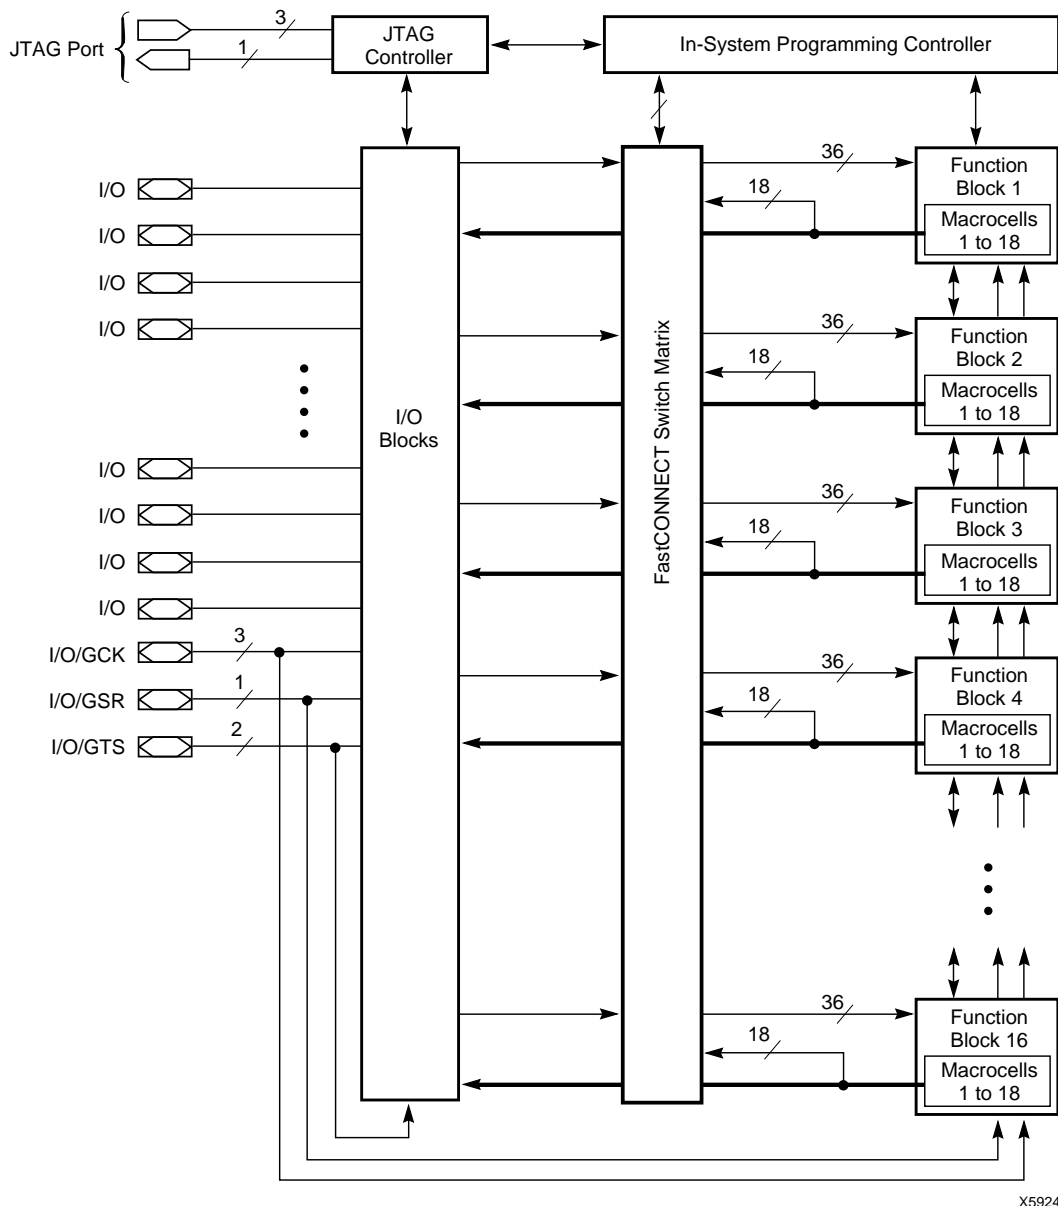 JTAG Port
3
1
JTAG
Controller
In-System Programming Controller
I/O
I/O
I/O
I/O
I/O
I/O
I/O
I/O
I/O/GCK
3
I/O/GSR
1
I/O/GTS
2
I/O
Blocks
FastCONNECT Switch Matrix
36
18
Function
Block 1
Macrocells
1 to 18
36
18
Function
Block 2
Macrocells
1 to 18
36
18
Function
Block 3
Macrocells
1 to 18
36
18
Function
Block 4
Macrocells
1 to 18
36
18
Function
Block 16
Macrocells
1 to 18
X5924